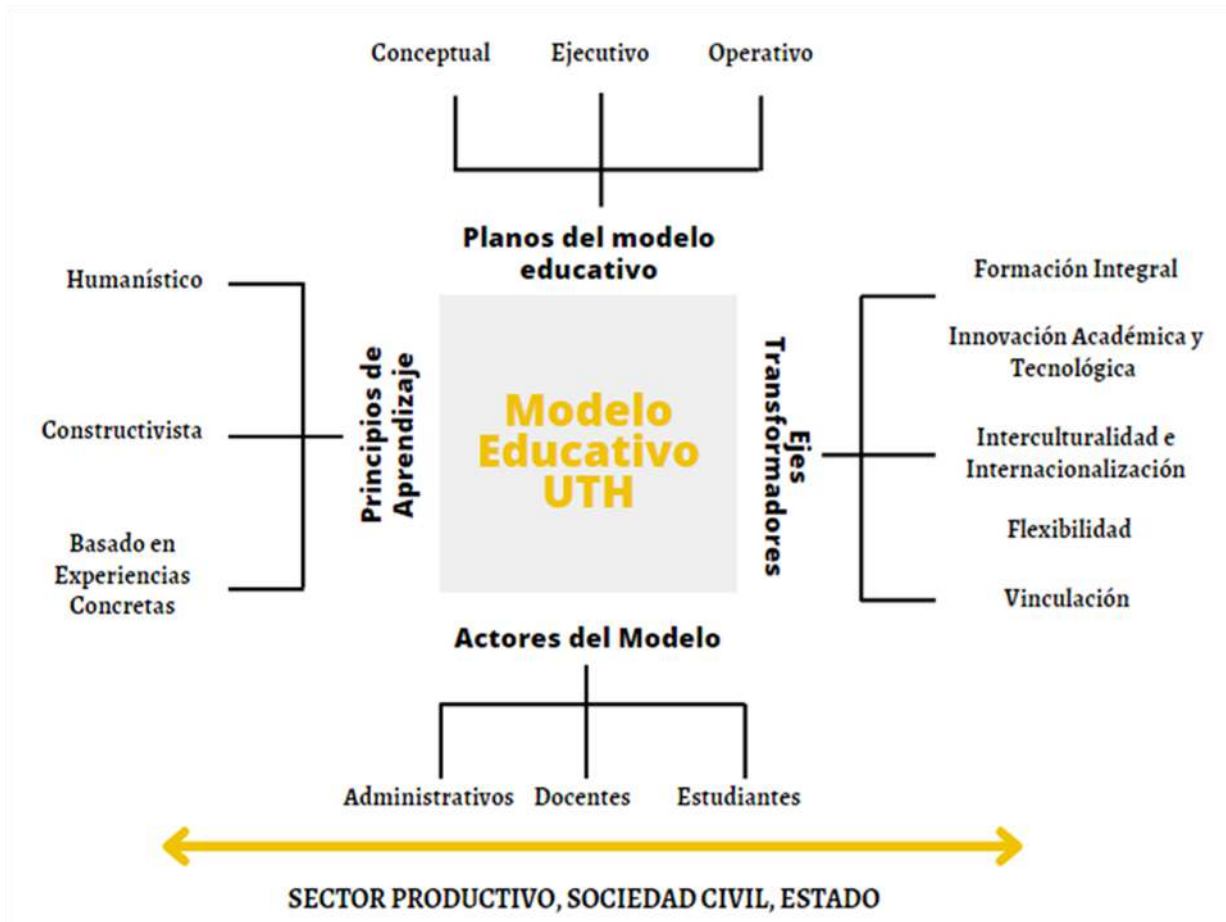 Conceptual Ejecutivo Operativo
Planos del modelo
educativo
Humanístico
Constructivista
Basado en
Experiencias
Concretas
Principios de
Aprendizaje
Modelo
Educativo
UTH
Ejes
Transformadores
Formación Integral
Innovación Académica y
Tecnológica
Interculturalidad e
Internacionalización
Flexibilidad
Vinculación
Actores del Modelo
Administrativos Docentes Estudiantes
SECTOR PRODUCTIVO, SOCIEDAD CIVIL, ESTADO